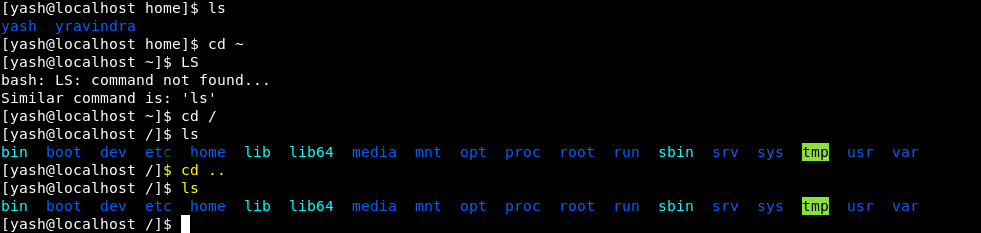 [yash@localhost home]$ ls
yash  yravindra
[yash@localhost home]$ cd ~
[yash@localhost ~]$ LS
bash: LS: command not found...
Similar command is: 'ls'
[yash@localhost ~]$ cd /
[yash@localhost /]$ ls
bin  boot  dev  etc  home  lib  lib64  media  mnt  opt  proc  root  run  sbin  srv  sys  tmp  usr  var
[yash@localhost /]$ cd ..
[yash@localhost /]$ ls
bin  boot  dev  etc  home  lib  lib64  media  mnt  opt  proc  root  run  sbin  srv  sys  tmp  usr  var
[yash@localhost /]$